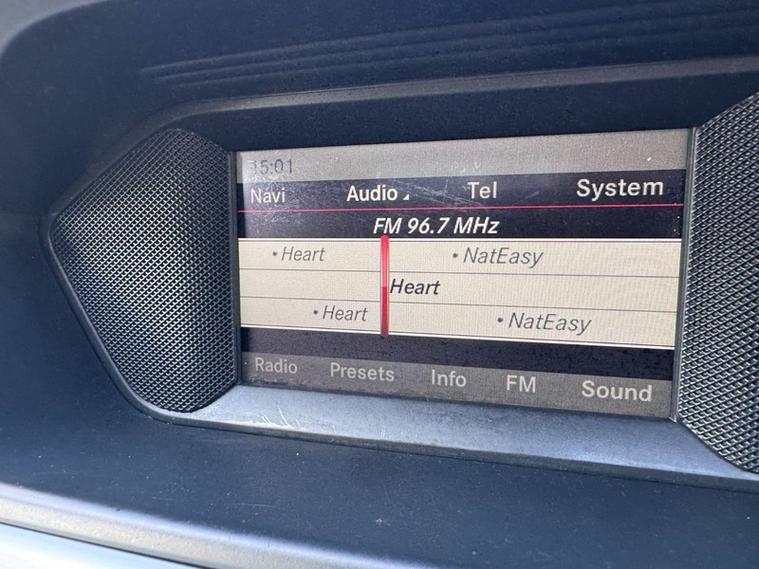 15:01
Navi Audio Tel System
FM 96.7 MHz
• Heart • NatEasy
Heart
• Heart • NatEasy
Radio Presets Info FM Sound